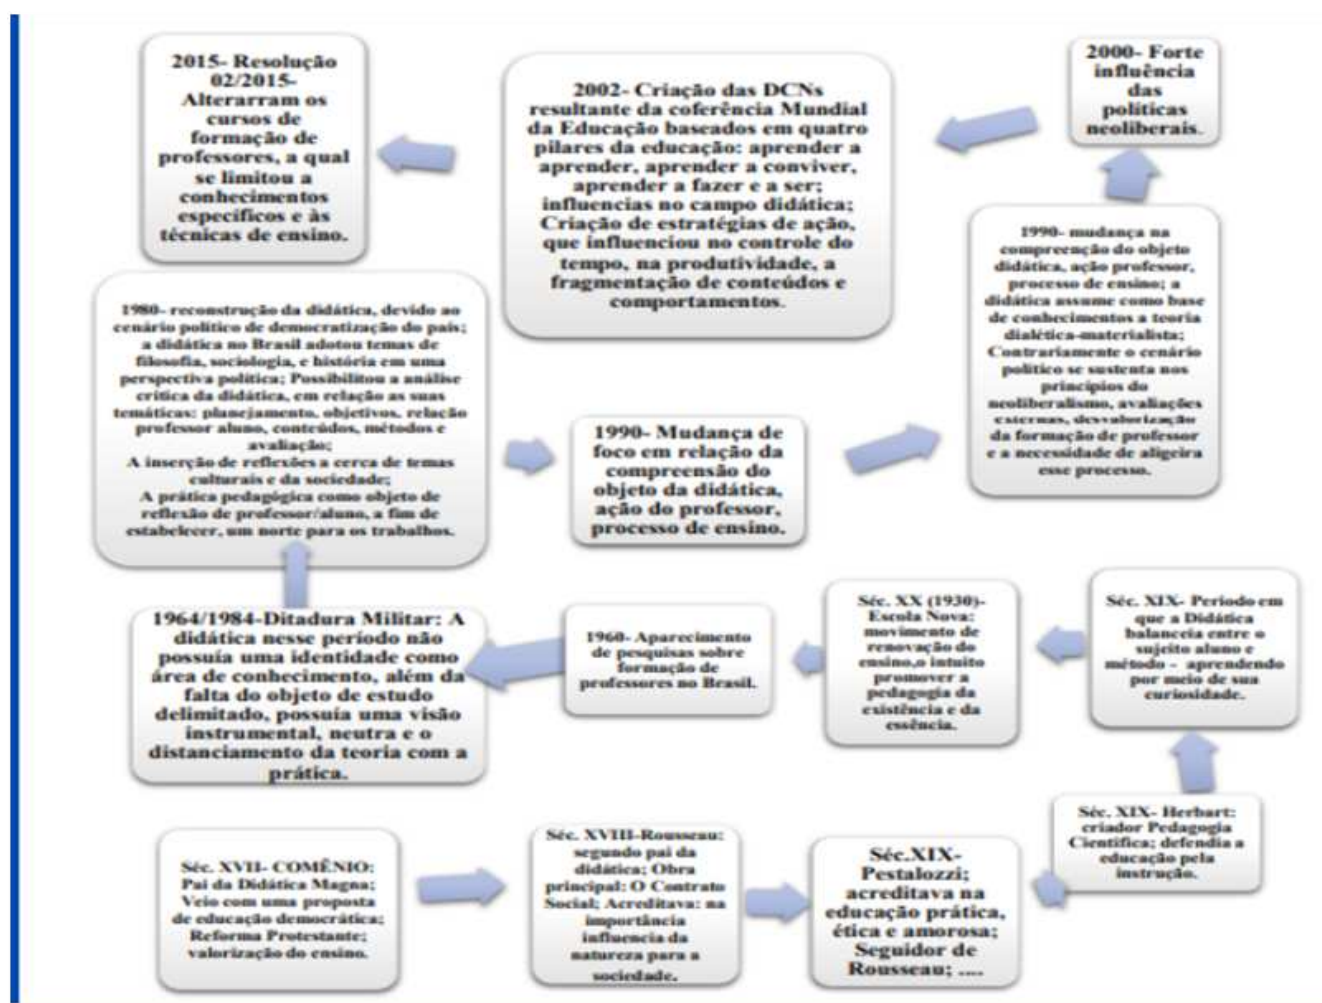 2015- Resolução
02/2015-
Alterarram os
cursos de
formação de
professores, a qual
se limitou a
conhecimentos
específicos e às
técnicas de ensino.
2002- Criação das DCNs
resultante da coferência Mundial
da Educação baseados em quatro
pilares da educação: aprender a
aprender, aprender a conviver,
aprender a fazer e a ser;
influencias no campo didática;
Criação de estratégias de ação,
que influenciou no controle do
tempo, na produtividade, a
fragmentação de conteúdos e
comportamentos.
2000- Forte
influência
das
políticas
neoliberais.
1980- reconstrução da didática, devido ao
cenário político de democratização do país;
a didática no Brasil adotou temas de
filosofia, sociologia, e história em uma
perspectiva política; Possibilitou a análise
crítica da didática, em relação as suas
temáticas: planejamento, objetivos, relação
professor aluno, conteúdos, métodos e
avaliação;
A inserção de reflexões a cerca de temas
culturais e da sociedade;
A prática pedagógica como objeto de
reflexão de professor/aluno, a fim de
estabelecer, um norte para os trabalhos.
1990- Mudança de
foco em relação da
compreensão do
objeto da didática,
ação do professor,
processo de ensino.
1990- mudança na
compreenção do objeto
didática, ação professor,
processo de ensino; a
didática assume como base
de conhecimentos a teoria
dialética-materialista;
Contrariamente o cenário
político se sustenta nos
princípios do
neoliberalismo, avaliações
externas, desvalorização
da formação de professor
e a necessidade de aligeira
esse processo.
1964/1984-Ditadura Militar: A
didática nesse período não
possuía uma identidade como
área de conhecimento, além da
falta do objeto de estudo
delimitado, possuía uma visão
instrumental, neutra e o
distanciamento da teoria com a
prática.
1960- Aparecimento
de pesquisas sobre
formação de
professores no Brasil.
Séc. XX (1930)-
Escola Nova:
movimento de
renovação do
ensino,o intuito
promover a
pedagogia da
existência e da
essência.
Séc. XIX- Período em
que a Didática
balanceia entre o
sujeito aluno e
método – aprendendo
por meio de sua
curiosidade.
Séc. XVII- COMÊNIO:
Pai da Didática Magna;
Veio com uma proposta
de educação democrática;
Reforma Protestante;
valorização do ensino.
Séc. XVIII-Rousseau:
segundo pai da
didática; Obra
principal: O Contrato
Social; Acreditava: na
importância
influencia da
natureza para a
sociedade.
Séc.XIX-
Pestalozzi;
acreditava na
educação prática,
ética e amorosa;
Seguidor de
Rousseau; ....
Séc. XIX- Herbart:
criador Pedagogia
Científica; defendia a
educação pela
instrução.